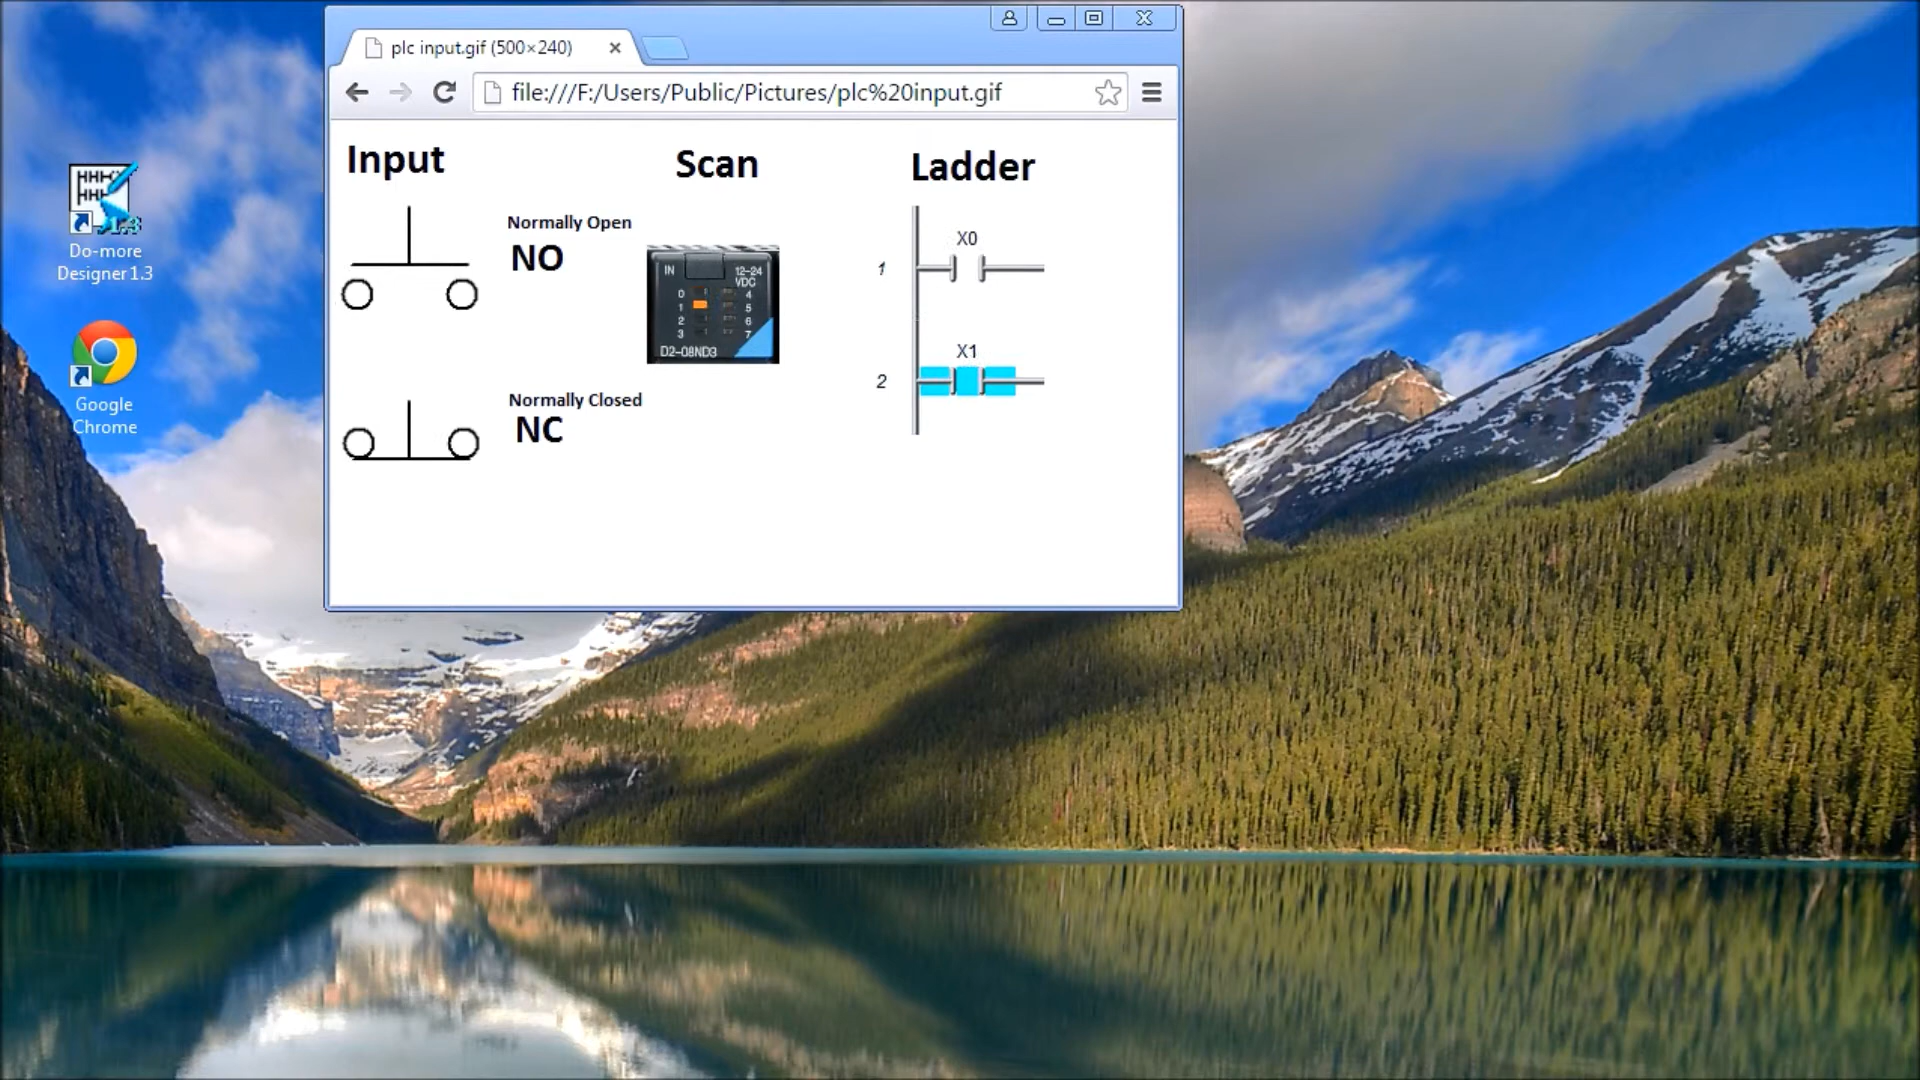 plc input.gif (500×240)
file:///F:/Users/Public/Pictures/plc%20input.gif
Do-more
Designer 1.3
Google
Chrome
Input
Scan
Ladder
Normally Open
NO
IN
12-24
VDC
0
4
1
5
2
6
3
7
D2-08ND3
X0
1
Normally Closed
NC
X1
2